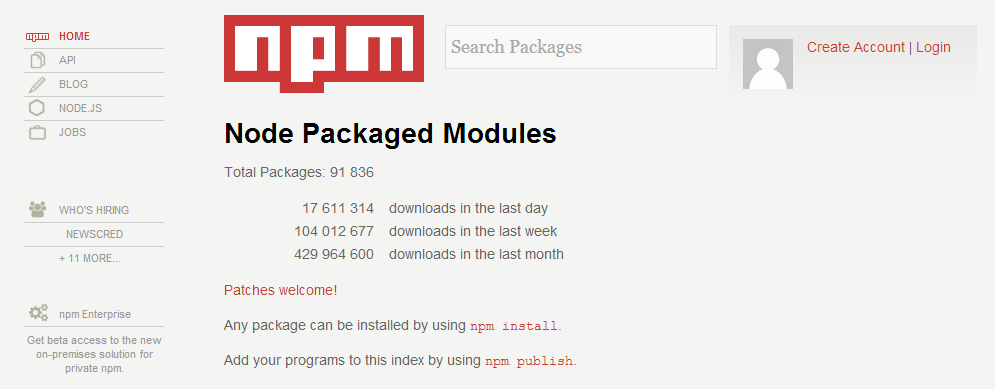 HOME
API
BLOG
NODE.JS
JOBS
WHO'S HIRING
NEWSCRED
+ 11 MORE...
npm Enterprise
Get beta access to the new
on-premises solution for
private npm.
npm
Search Packages
Create Account | Login
Node Packaged Modules
Total Packages: 91 836
17 611 314 downloads in the last day
104 012 677 downloads in the last week
429 964 600 downloads in the last month
Patches welcome!
Any package can be installed by using npm install.
Add your programs to this index by using npm publish.